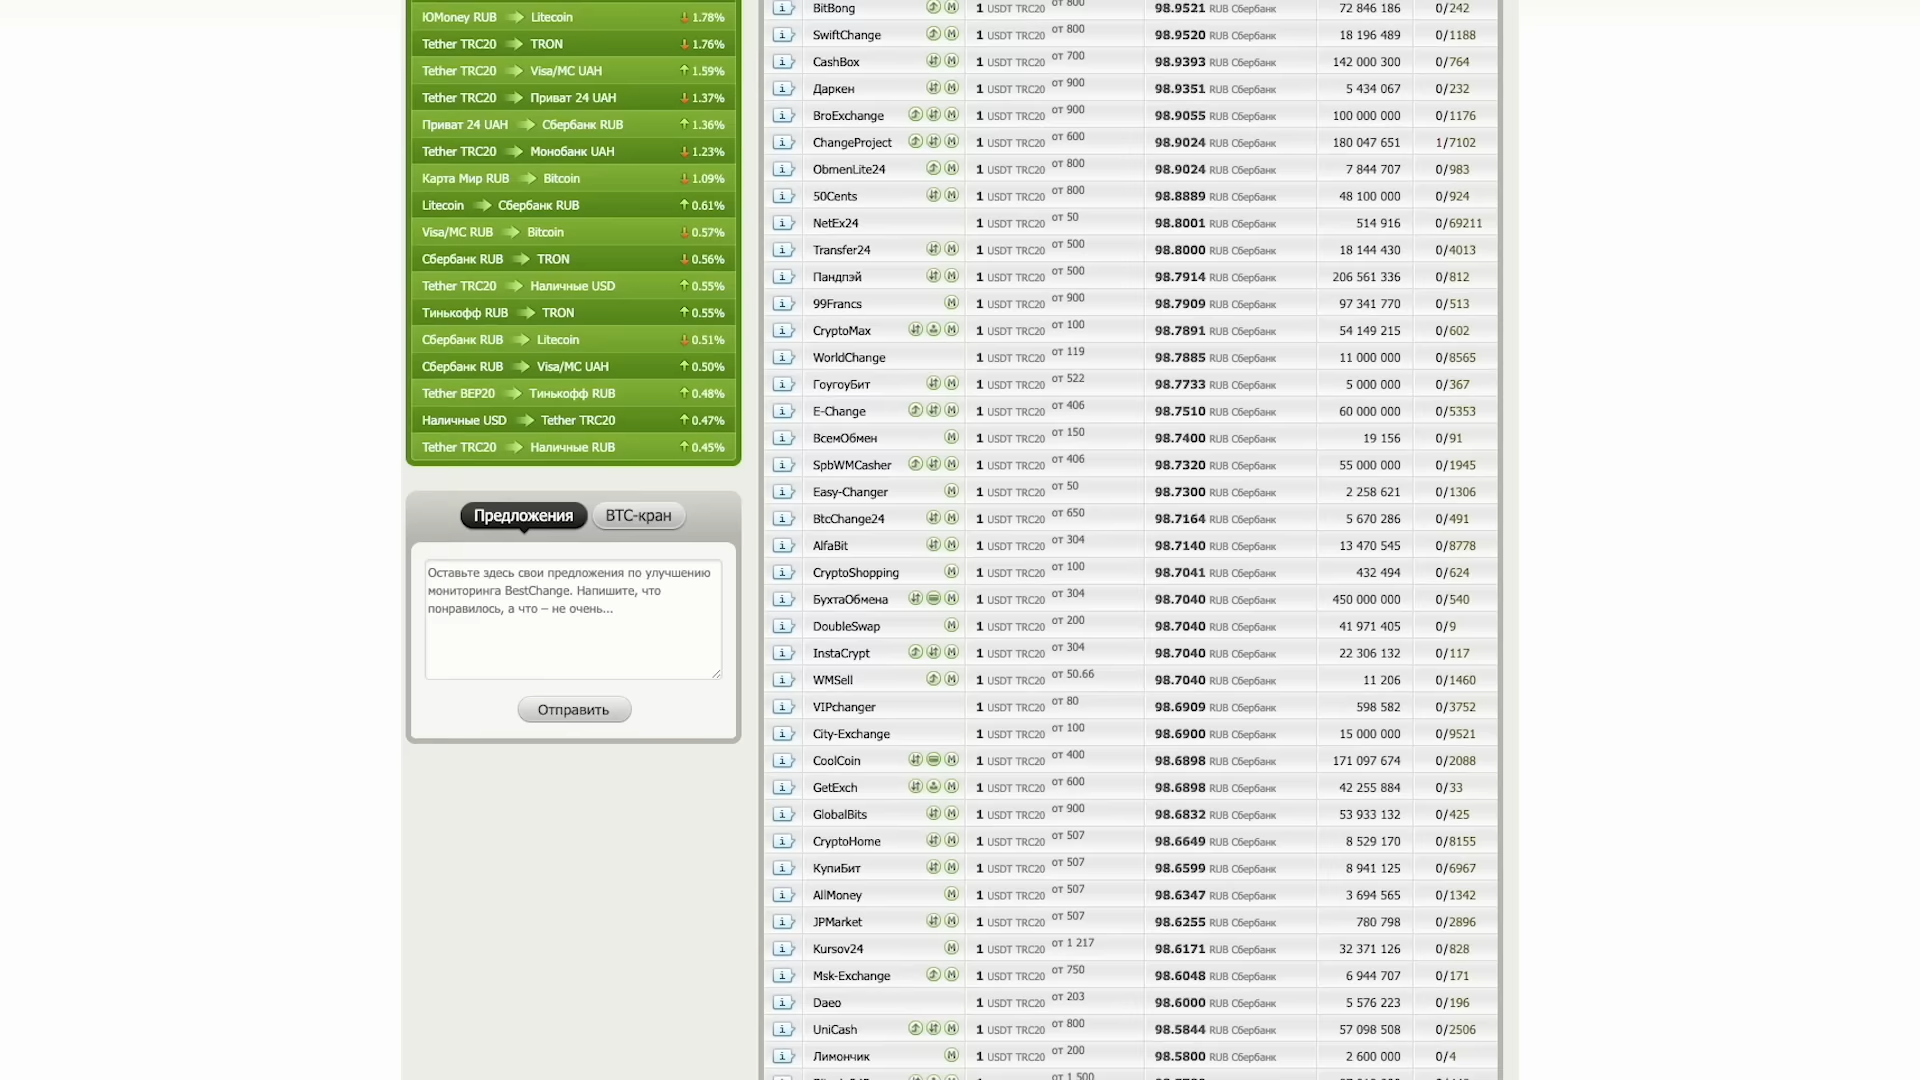 ЮMoney RUB Litecoin 1.78%
Tether TRC20 TRON 1.76%
Tether TRC20 Visa/MC UAH 1.59%
Tether TRC20 Приват 24 UAH 1.37%
Приват 24 UAH Сбербанк RUB 1.36%
Tether TRC20 Монобанк UAH 1.23%
Карта Мир RUB Bitcoin 1.09%
Litecoin Сбербанк RUB 0.61%
Visa/MC RUB Bitcoin 0.57%
Сбербанк RUB TRON 0.56%
Tether TRC20 Наличные USD 0.55%
Тинькофф RUB TRON 0.55%
Сбербанк RUB Litecoin 0.51%
Сбербанк RUB Visa/MC UAH 0.50%
Tether BEP20 Тинькофф RUB 0.48%
Наличные USD Tether TRC20 0.47%
Tether TRC20 Наличные RUB 0.45%
Предложения BTC-кран
Оставьте здесь свои предложения по улучшению
мониторинга BestChange. Напишите, что
понравилось, а что – не очень...
Отправить
BitBong 1 USDT TRC20 от 800 98.9521 RUB Сбербанк 72 846 186 0/242
SwiftChange 1 USDT TRC20 от 800 98.9520 RUB Сбербанк 18 196 489 0/1188
CashBox 1 USDT TRC20 от 700 98.9393 RUB Сбербанк 142 000 300 0/764
Даркен 1 USDT TRC20 от 900 98.9351 RUB Сбербанк 5 434 067 0/232
BroExchange 1 USDT TRC20 от 900 98.9055 RUB Сбербанк 100 000 000 0/1176
ChangeProject 1 USDT TRC20 от 600 98.9024 RUB Сбербанк 180 047 651 1/7102
ObmenLite24 1 USDT TRC20 от 800 98.9024 RUB Сбербанк 7 844 707 0/983
50Cents 1 USDT TRC20 от 800 98.8889 RUB Сбербанк 48 100 000 0/924
NetEx24 1 USDT TRC20 от 50 98.8001 RUB Сбербанк 514 916 0/69211
Transfer24 1 USDT TRC20 от 500 98.8000 RUB Сбербанк 18 144 430 0/4013
Пандпэй 1 USDT TRC20 от 500 98.7914 RUB Сбербанк 206 561 336 0/812
99Francs 1 USDT TRC20 от 900 98.7909 RUB Сбербанк 97 341 770 0/513
CryptoMax 1 USDT TRC20 от 100 98.7891 RUB Сбербанк 54 149 215 0/602
WorldChange 1 USDT TRC20 от 119 98.7885 RUB Сбербанк 11 000 000 0/8565
ГоугоуБит 1 USDT TRC20 от 522 98.7733 RUB Сбербанк 5 000 000 0/367
E-Change 1 USDT TRC20 от 406 98.7510 RUB Сбербанк 60 000 000 0/5353
ВсемОбмен 1 USDT TRC20 от 150 98.7400 RUB Сбербанк 19 156 0/91
SpbWMCasher 1 USDT TRC20 от 406 98.7320 RUB Сбербанк 55 000 000 0/1945
Easy-Changer 1 USDT TRC20 от 50 98.7300 RUB Сбербанк 2 258 621 0/1306
BtcChange24 1 USDT TRC20 от 650 98.7164 RUB Сбербанк 5 670 286 0/491
AlfaBit 1 USDT TRC20 от 304 98.7140 RUB Сбербанк 13 470 545 0/8778
CryptoShopping 1 USDT TRC20 от 100 98.7041 RUB Сбербанк 432 494 0/624
БухтаОбмена 1 USDT TRC20 от 304 98.7040 RUB Сбербанк 450 000 000 0/540
DoubleSwap 1 USDT TRC20 от 200 98.7040 RUB Сбербанк 41 971 405 0/9
InstaCrypt 1 USDT TRC20 от 304 98.7040 RUB Сбербанк 22 306 132 0/117
WMSell 1 USDT TRC20 от 50.66 98.7040 RUB Сбербанк 11 206 0/1460
VIPchanger 1 USDT TRC20 от 80 98.6909 RUB Сбербанк 598 582 0/3752
City-Exchange 1 USDT TRC20 от 100 98.6900 RUB Сбербанк 15 000 000 0/9521
CoolCoin 1 USDT TRC20 от 400 98.6898 RUB Сбербанк 171 097 674 0/2088
GetExch 1 USDT TRC20 от 600 98.6898 RUB Сбербанк 42 255 884 0/33
GlobalBits 1 USDT TRC20 от 900 98.6832 RUB Сбербанк 53 933 132 0/425
CryptoHome 1 USDT TRC20 от 507 98.6649 RUB Сбербанк 8 529 170 0/8155
КупиБит 1 USDT TRC20 от 507 98.6599 RUB Сбербанк 8 941 125 0/6967
AllMoney 1 USDT TRC20 от 507 98.6347 RUB Сбербанк 3 694 565 0/1342
JPMarket 1 USDT TRC20 от 507 98.6255 RUB Сбербанк 780 798 0/2896
Kursov24 1 USDT TRC20 от 1 217 98.6171 RUB Сбербанк 32 371 126 0/828
Msk-Exchange 1 USDT TRC20 от 750 98.6048 RUB Сбербанк 6 944 707 0/171
Daeo 1 USDT TRC20 от 203 98.6000 RUB Сбербанк 5 576 223 0/196
UniCash 1 USDT TRC20 от 800 98.5844 RUB Сбербанк 57 098 508 0/2506
Лимончик 1 USDT TRC20 от 200 98.5800 RUB Сбербанк 2 600 000 0/4
от 1 500